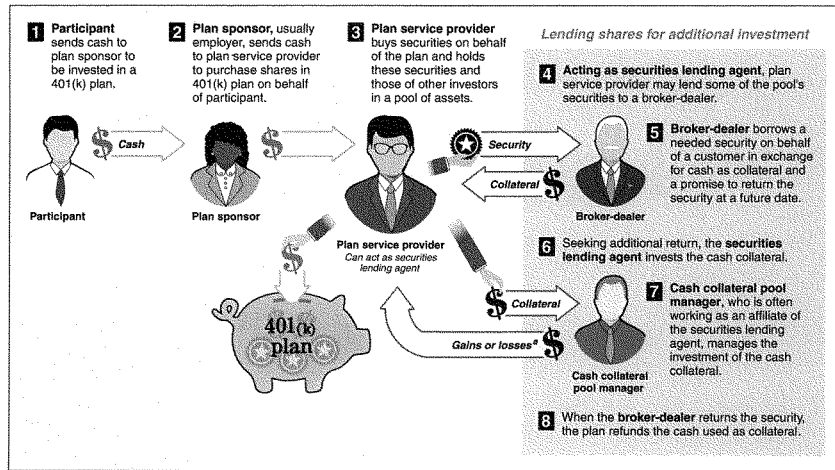 1 Participant
sends cash to
plan sponsor to
be invested in a
401(k) plan.
2 Plan sponsor, usually
employer, sends cash
to plan service provider
to purchase shares in
401(k) plan on behalf
of participant.
3 Plan service provider
buys securities on behalf
of the plan and holds
these securities and
those of other investors
in a pool of assets.
Lending shares for additional investment
4 Acting as securities lending agent, plan
service provider may lend some of the pool's
securities to a broker-dealer.
$ Cash
$
Security
Collateral $
5 Broker-dealer borrows a
needed security on behalf
of a customer in exchange
for cash as collateral and
a promise to return the
security at a future date.
Participant
Plan sponsor
Plan service provider
Can act as securities
lending agent
Broker-dealer
6 Seeking additional return, the securities
lending agent invests the cash collateral.
$
401(k)
plan
$ Collateral
Gains or losses a $
7 Cash collateral pool
manager, who is often
working as an affiliate of
the securities lending
agent, manages the
investment of the cash
collateral.
Cash collateral
pool manager
8 When the broker-dealer returns the security,
the plan refunds the cash used as collateral.